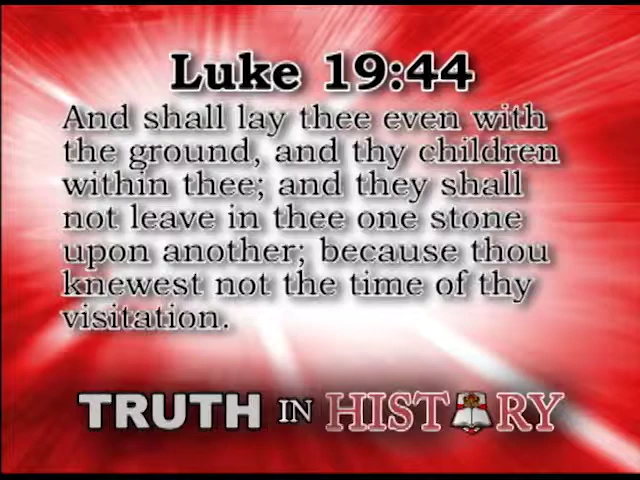 Luke 19:44
And shall lay thee even with
the ground, and thy children
within thee; and they shall
not leave in thee one stone
upon another; because thou
knewest not the time of thy
visitation.
TRUTH IN HISTORY